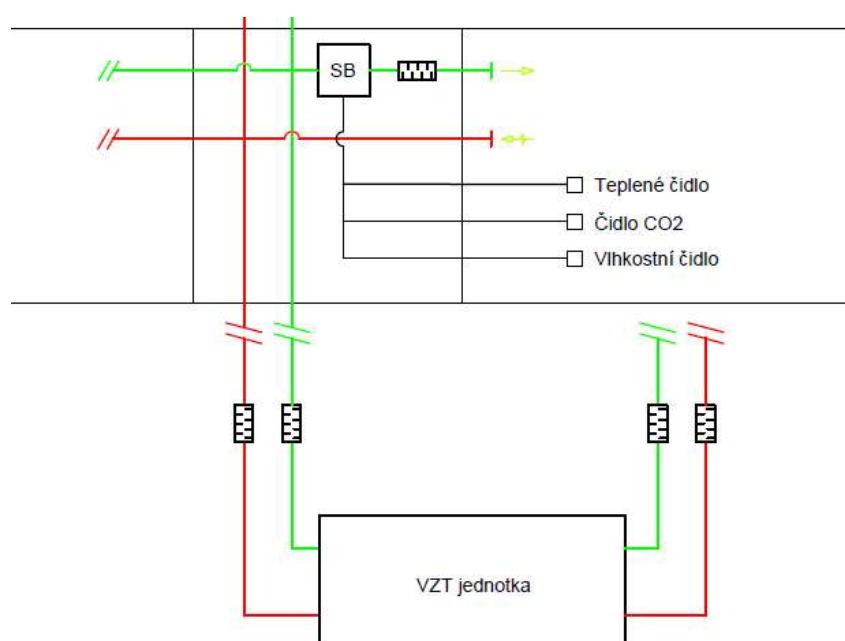 SB
Teplené čidlo
Čidlo CO2
Vlhkostní čidlo
VZT jednotka